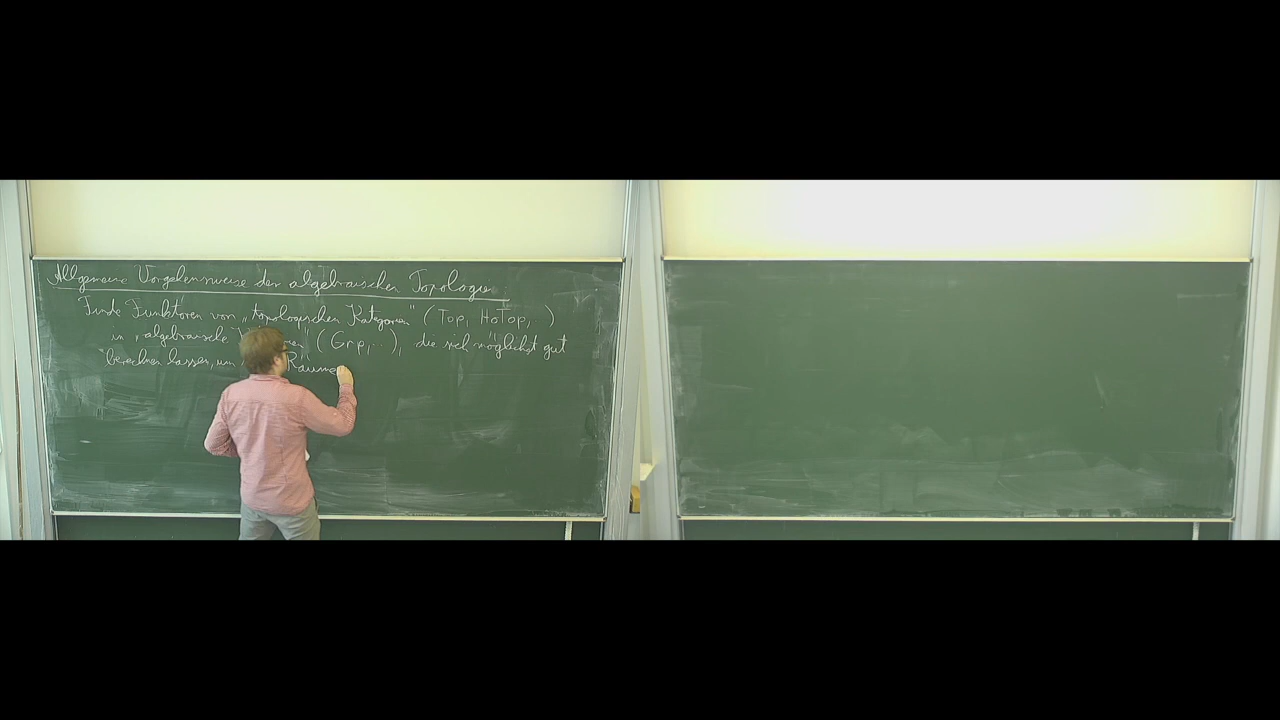 Allgemeine Vorgehensweise der algebraischen Topologie
Finde Funktoren von „topologischen Kategorien" (Top, HoTop, )
in „algebraische (Grp,...), die sich möglichst gut
berechnen lassen, um Räume